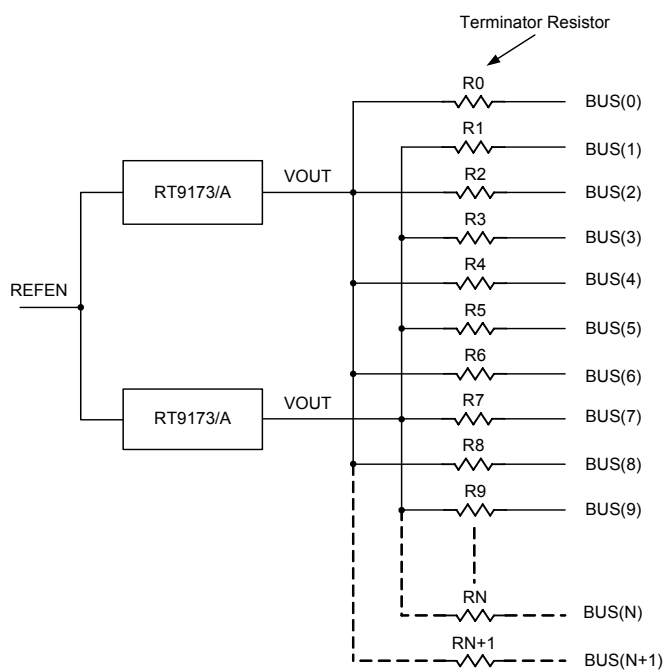 Terminator Resistor
R0
BUS(0)
R1
BUS(1)
RT9173/A
VOUT
R2
BUS(2)
R3
BUS(3)
REFEN
R4
BUS(4)
R5
BUS(5)
R6
BUS(6)
RT9173/A
VOUT
R7
BUS(7)
R8
BUS(8)
R9
BUS(9)
RN
BUS(N)
RN+1
BUS(N+1)